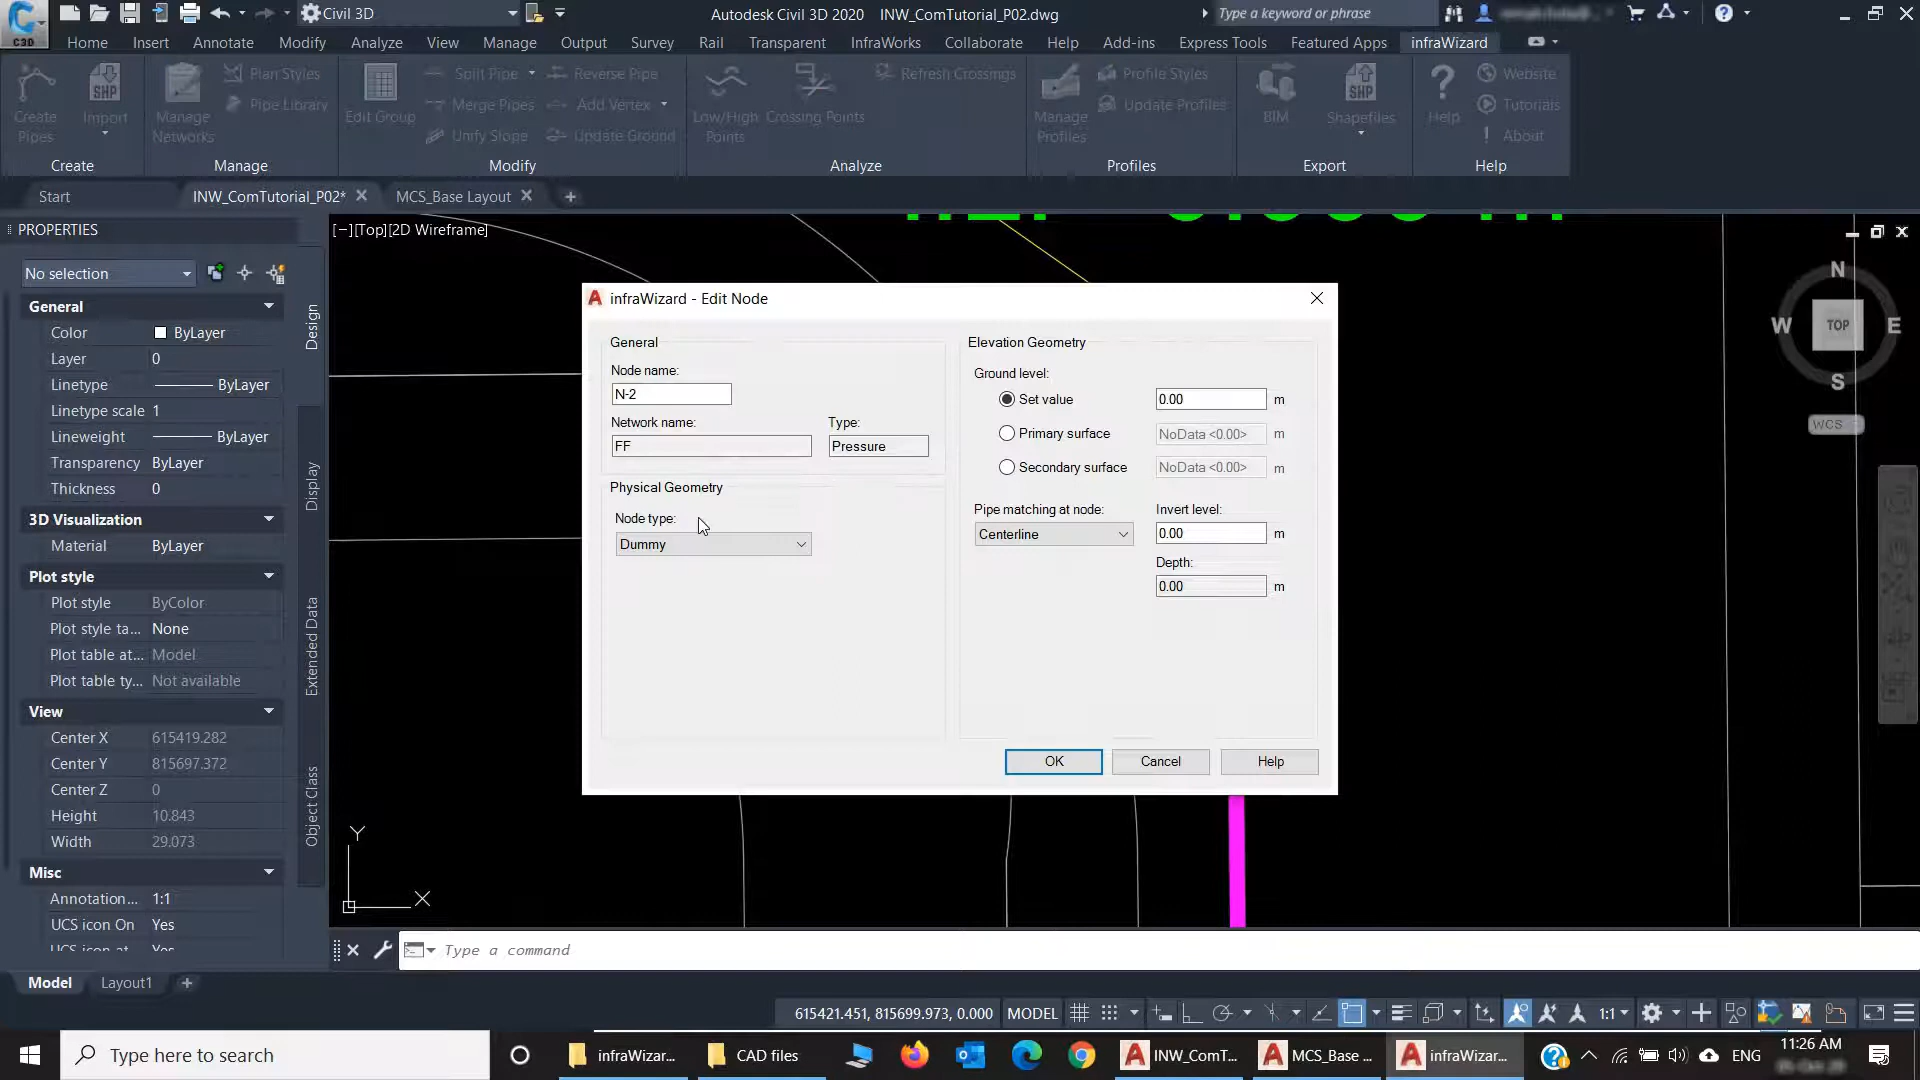 C3D
Civil 3D
Autodesk Civil 3D 2020 INW_ComTutorial_P02.dwg
Type a keyword or phrase
Home Insert Annotate Modify Analyze View Manage Output Survey Rail Transparent InfraWorks Collaborate Help Add-ins Express Tools Featured Apps infraWizard
Create Pipes
Import
SHP
Create
Manage Networks
Plan Styles
Pipe Library
Manage
Edit Group
Split Pipe
Reverse Pipe
Merge Pipes
Add Vertex
Unify Slope
Update Ground
Modify
Low/High Points
Crossing Points
Refresh Crossings
Analyze
Manage Profiles
Profile Styles
Update Profiles
Profiles
BIM
SHP
Shapefiles
Export
Help
Website
Tutorials
About
Help
Start
INW_ComTutorial_P02*
MCS_Base Layout
PROPERTIES
No selection
General
Color ByLayer
Layer 0
Linetype ByLayer
Linetype scale 1
Lineweight ByLayer
Transparency ByLayer
Thickness 0
3D Visualization
Material ByLayer
Plot style
Plot style ByColor
Plot style ta... None
Plot table at... Model
Plot table ty... Not available
View
Center X 615419.282
Center Y 815697.372
Center Z 0
Height 10.843
Width 29.073
Misc
Annotation... 1:1
UCS icon On Yes
UCS icon at Yes
Design
Display
Extended Data
Object Class
[−][Top][2D Wireframe]
N
W TOP E
S
WCS
infraWizard - Edit Node
General
Node name:
N-2
Network name: Type:
FF Pressure
Physical Geometry
Node type:
Dummy
Elevation Geometry
Ground level:
Set value 0.00 m
Primary surface NoData <0.00> m
Secondary surface NoData <0.00> m
Pipe matching at node: Invert level:
Centerline 0.00 m
Depth:
0.00 m
OK Cancel Help
Y
X
Type a command
Model Layout1
615421.451, 815699.973, 0.000 MODEL 1:1
Type here to search
infraWizar...
CAD files
INW_ComT...
MCS_Base ...
infraWizar...
ENG
11:26 AM